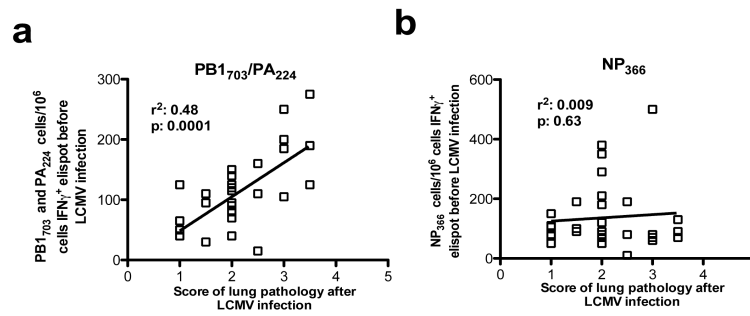 a
PB1703/PA224
r2: 0.48
p: 0.0001
PB1703 and PA224 cells/106
cells IFNγ+ elispot before
LCMV infection
300
200
100
0
0 1 2 3 4 5
Score of lung pathology after
LCMV infection
b
NP366
r2: 0.009
p: 0.63
NP366 cells/106 cells IFNγ+
elispot before LCMV infection
600
400
200
0
0 1 2 3 4
Score of lung pathology after
LCMV infection